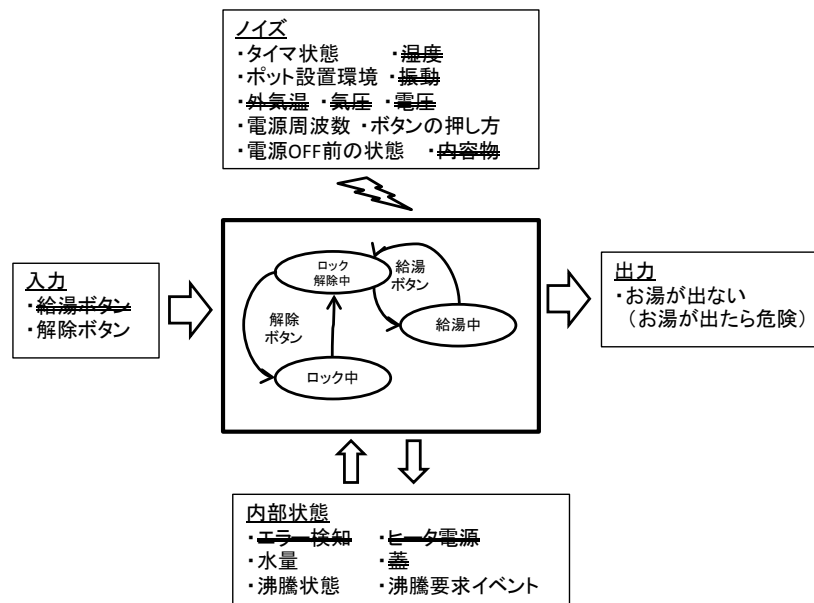 ノイズ
・タイマ状態 ・湿度
・ポット設置環境 ・振動
・外気温 ・気圧 ・電圧
・電源周波数 ・ボタンの押し方
・電源OFF前の状態 ・内容物
入力
・給湯ボタン
・解除ボタン
ロック
解除中
給湯
ボタン
解除
ボタン
給湯中
ロック中
出力
・お湯が出ない
（お湯が出たら危険）
内部状態
・エラー検知 ・ヒータ電源
・水量 ・蓋
・沸騰状態 ・沸騰要求イベント